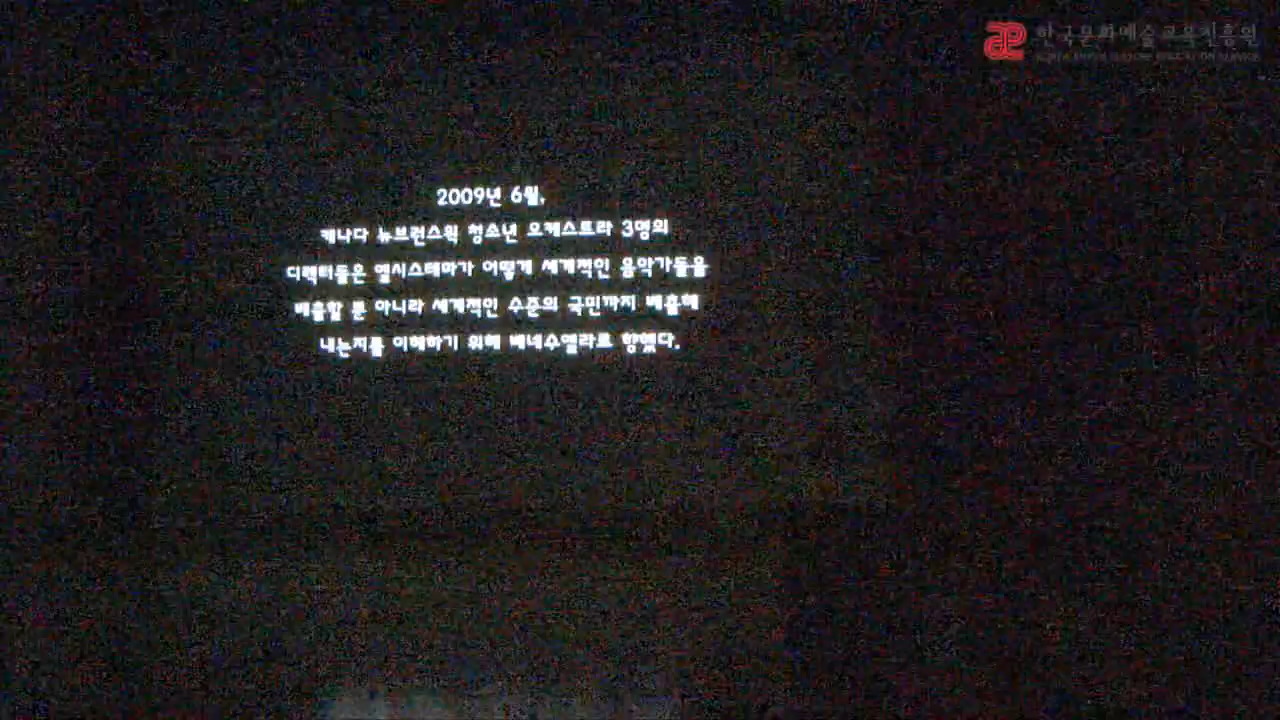 한국문화예술교육진흥원
KOREA ARTS & CULTURE EDUCATION SERVICE
2009년 6월,
캐나다 뉴브런스윅 청소년 오케스트라 3명의
디렉터들은 엘시스테마가 어떻게 세계적인 음악가들을
배출할 뿐 아니라 세계적인 수준의 국민까지 배출해
내는지를 이해하기 위해 베네수엘라로 향했다.